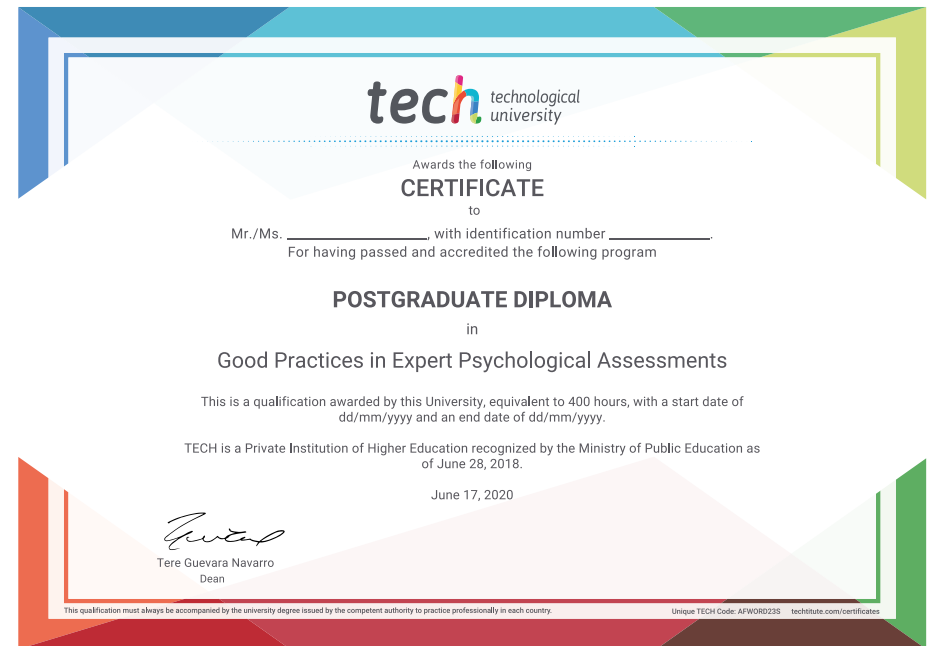 tech technological
university
Awards the following
CERTIFICATE
to
Mr./Ms. ____________________, with identification number ______________.
For having passed and accredited the following program
POSTGRADUATE DIPLOMA
in
Good Practices in Expert Psychological Assessments
This is a qualification awarded by this University, equivalent to 400 hours, with a start date of
dd/mm/yyyy and an end date of dd/mm/yyyy.
TECH is a Private Institution of Higher Education recognized by the Ministry of Public Education as
of June 28, 2018.
June 17, 2020
Tere Guevara Navarro
Dean
This qualification must always be accompanied by the university degree issued by the competent authority to practice professionally in each country.
Unique TECH Code: AFWORD23S techtitute.com/certificates